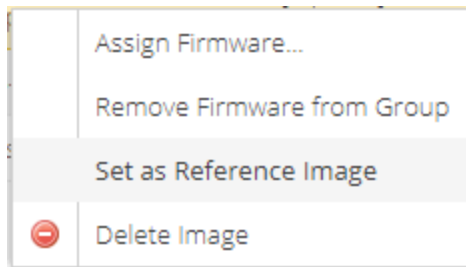 Assign Firmware...
Remove Firmware from Group
Set as Reference Image
Delete Image